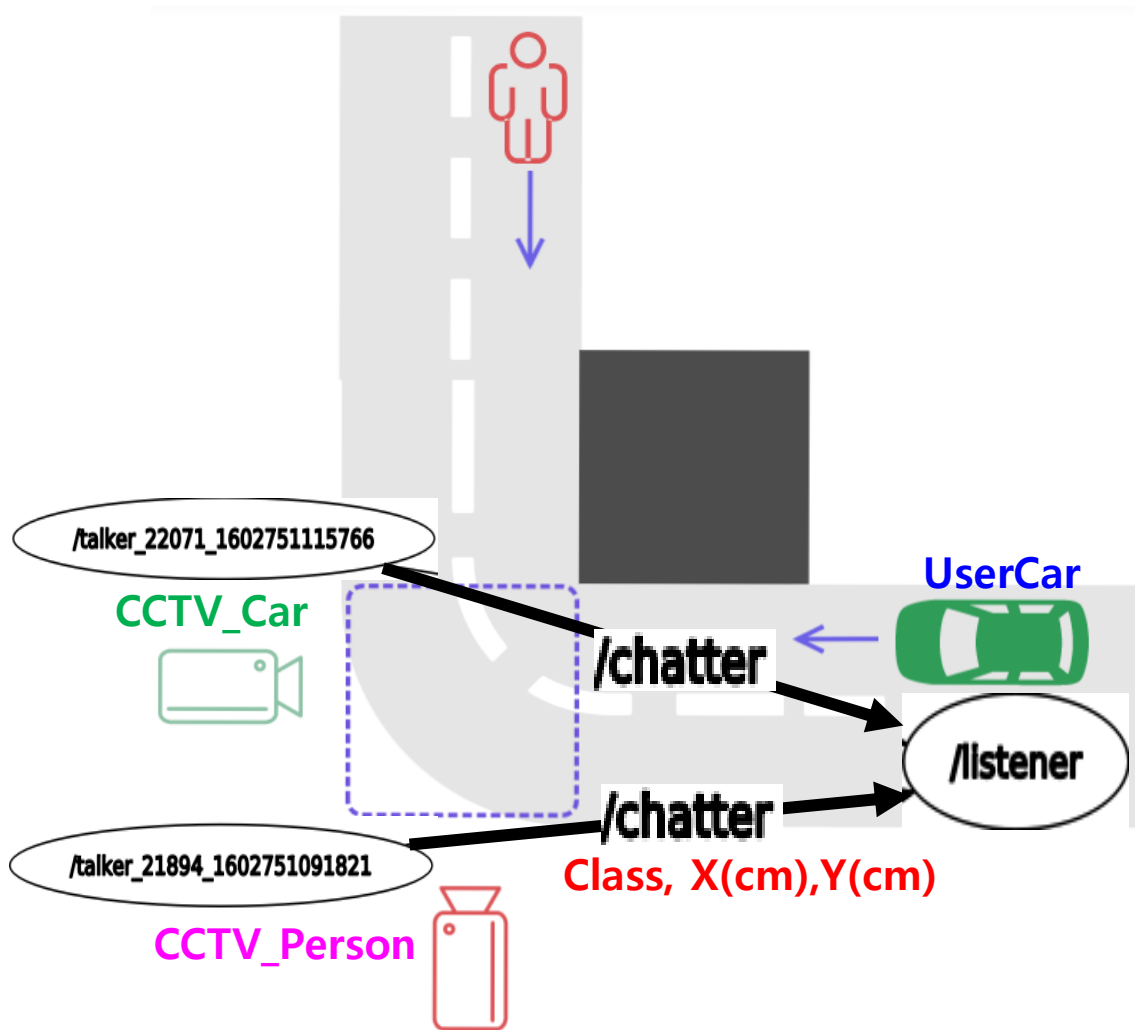 /talker_22071_1602751115766
CCTV_Car
UserCar
/chatter
/listener
/chatter
/talker_21894_1602751091821
Class, X(cm),Y(cm)
CCTV_Person